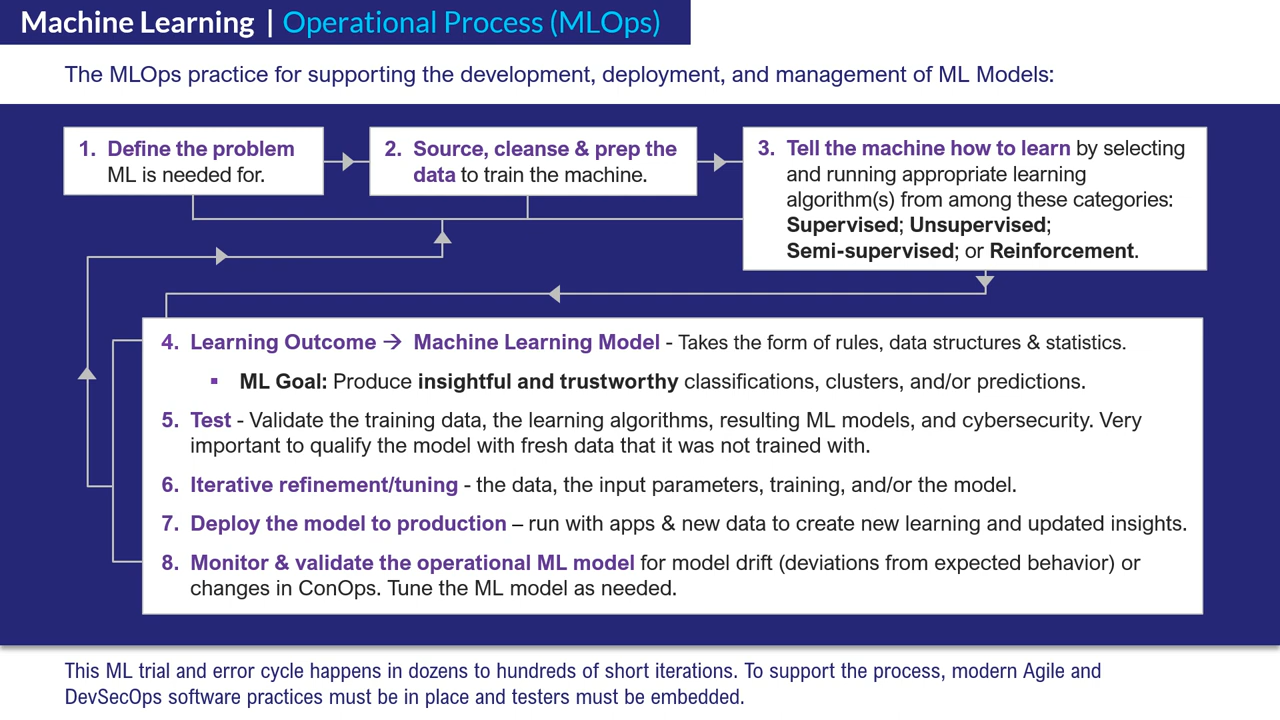 Machine Learning | Operational Process (MLOps)
The MLOps practice for supporting the development, deployment, and management of ML Models:
1. Define the problem
ML is needed for.
2. Source, cleanse & prep the
data to train the machine.
3. Tell the machine how to learn by selecting
and running appropriate learning
algorithm(s) from among these categories:
Supervised; Unsupervised;
Semi-supervised; or Reinforcement.
4. Learning Outcome → Machine Learning Model - Takes the form of rules, data structures & statistics.
▪ ML Goal: Produce insightful and trustworthy classifications, clusters, and/or predictions.
5. Test - Validate the training data, the learning algorithms, resulting ML models, and cybersecurity. Very
important to qualify the model with fresh data that it was not trained with.
6. Iterative refinement/tuning - the data, the input parameters, training, and/or the model.
7. Deploy the model to production – run with apps & new data to create new learning and updated insights.
8. Monitor & validate the operational ML model for model drift (deviations from expected behavior) or
changes in ConOps. Tune the ML model as needed.
This ML trial and error cycle happens in dozens to hundreds of short iterations. To support the process, modern Agile and
DevSecOps software practices must be in place and testers must be embedded.